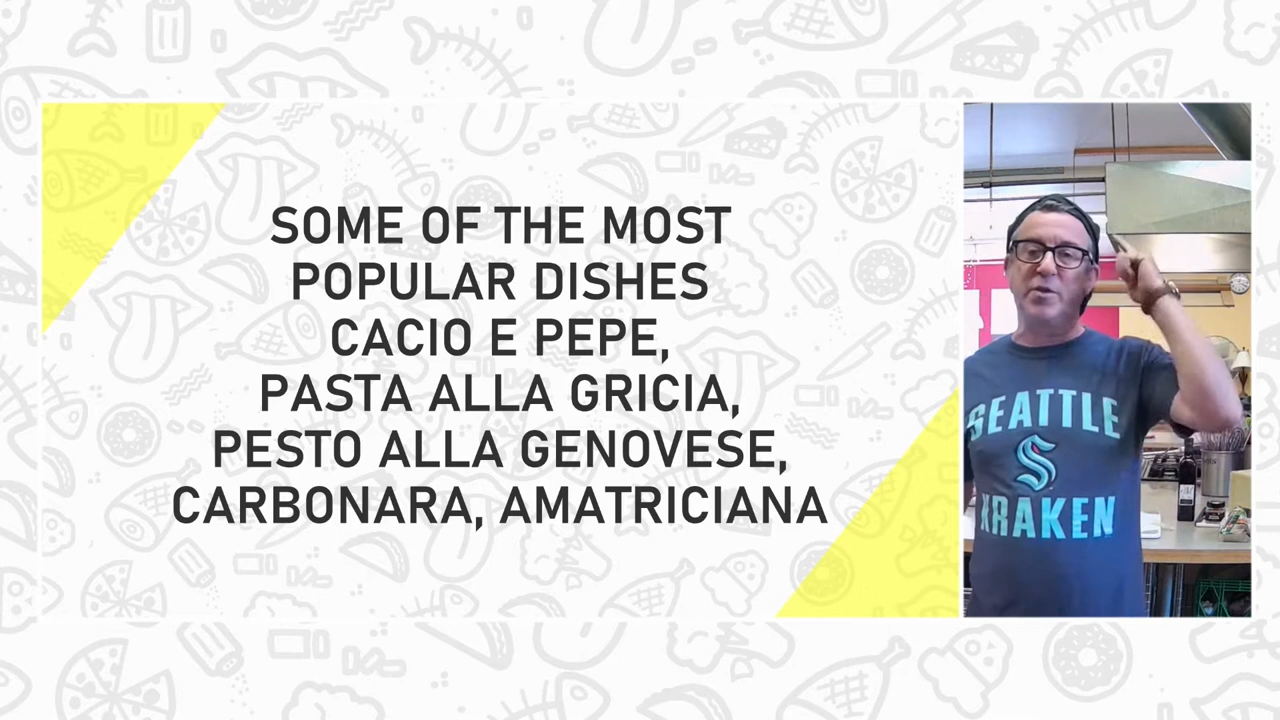 SOME OF THE MOST
POPULAR DISHES
CACIO E PEPE,
PASTA ALLA GRICIA,
PESTO ALLA GENOVESE,
CARBONARA, AMATRICIANA
SEATTLE
KRAKEN